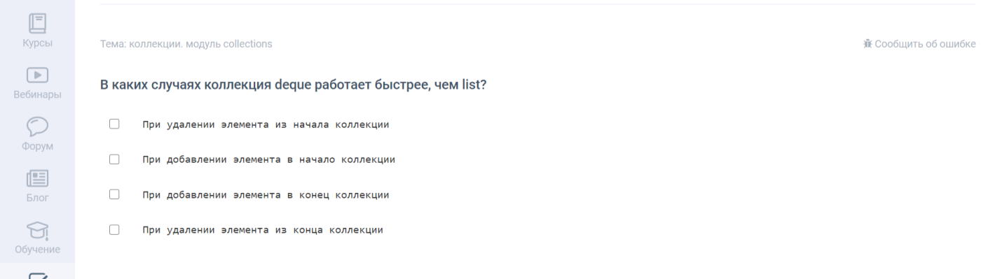 Курсы
Вебинары
Форум
Блог
Обучение
Тема: коллекции. модуль collections
Сообщить об ошибке
В каких случаях коллекция deque работает быстрее, чем list?
При удалении элемента из начала коллекции
При добавлении элемента в начало коллекции
При добавлении элемента в конец коллекции
При удалении элемента из конца коллекции